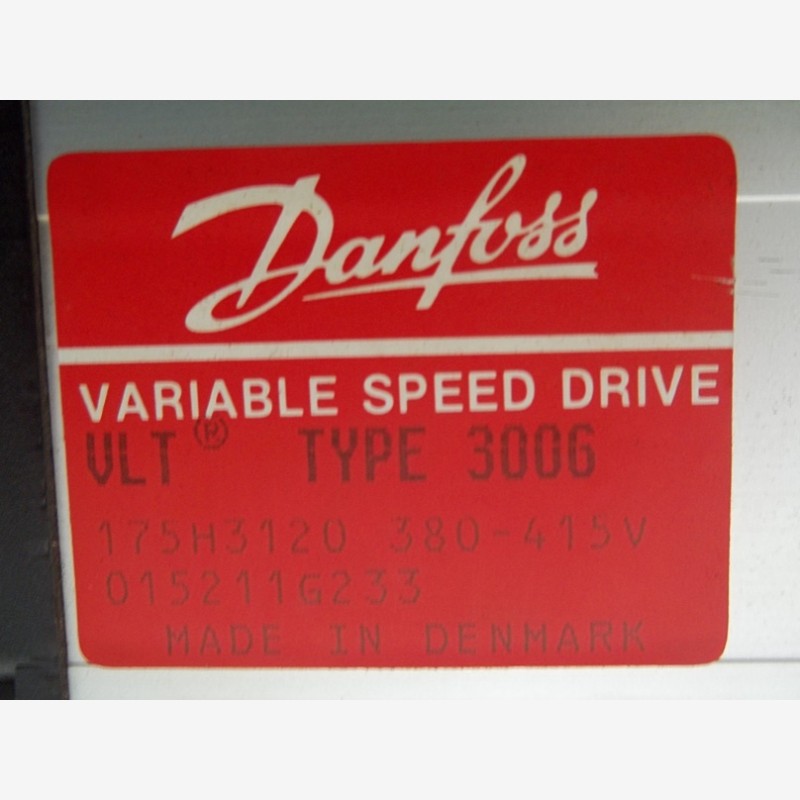 Danfoss
VARIABLE SPEED DRIVE
VLT® TYPE 3006
175H3120 380-415V
015211G233
MADE IN DENMARK